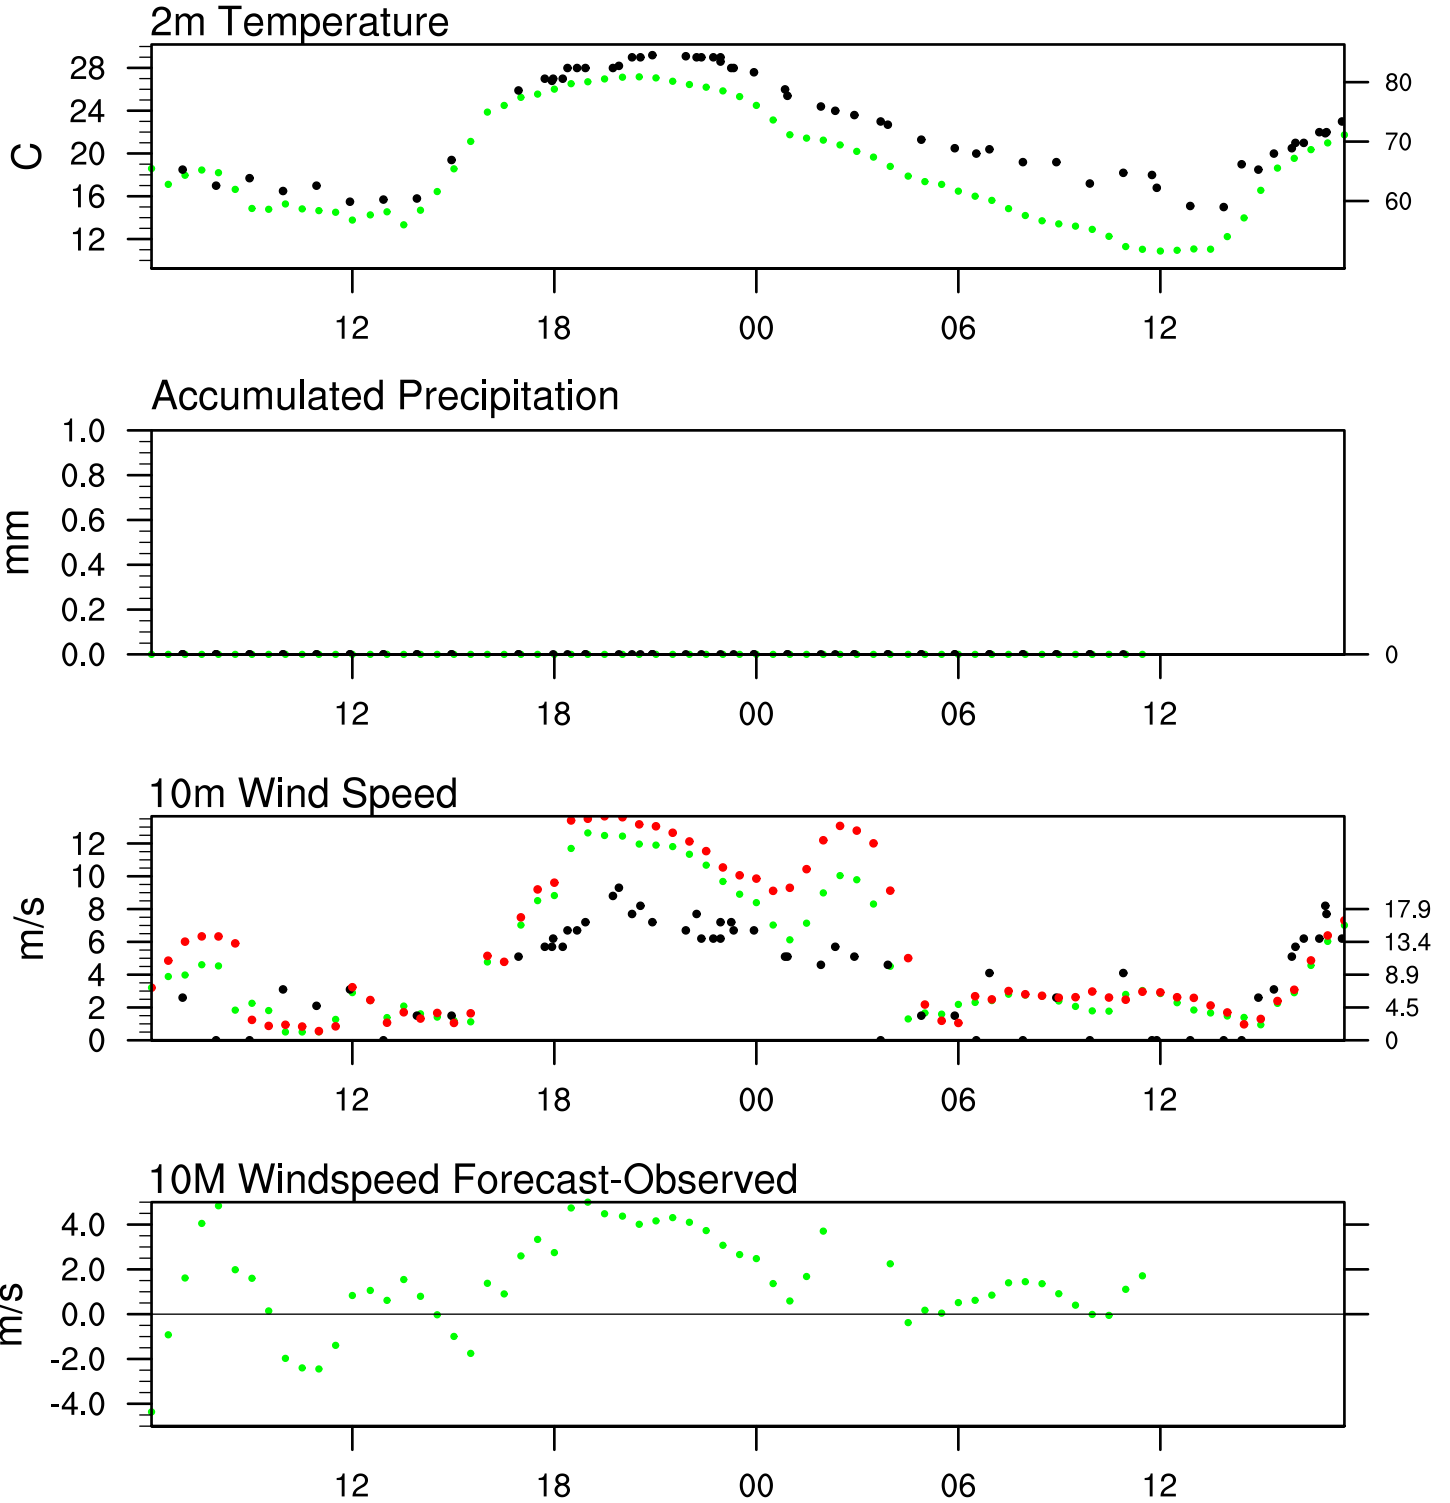 2m Temperature
28
24
20
16
12
C
80
70
60
12 18 00 06 12
Accumulated Precipitation
1.0
0.8
0.6
0.4
0.2
0.0
mm
0
12 18 00 06 12
10m Wind Speed
12
10
8
6
4
2
0
m/s
17.9
13.4
8.9
4.5
0
12 18 00 06 12
10M Windspeed Forecast-Observed
4.0
2.0
0.0
-2.0
-4.0
m/s
12 18 00 06 12